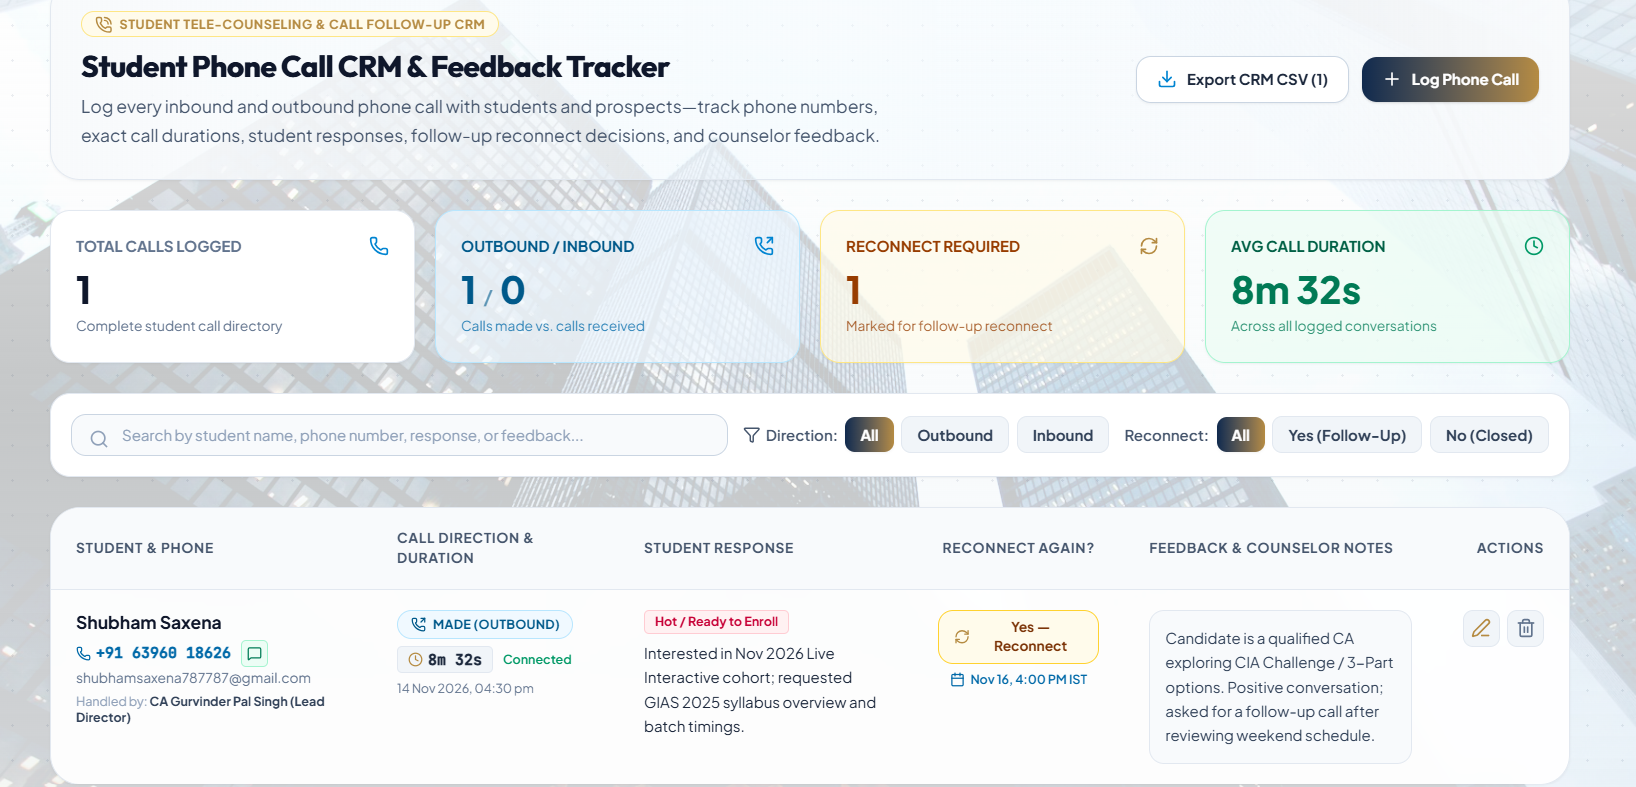 STUDENT TELE-COUNSELING & CALL FOLLOW-UP CRM
Student Phone Call CRM & Feedback Tracker
Log every inbound and outbound phone call with students and prospects—track phone numbers,
exact call durations, student responses, follow-up reconnect decisions, and counselor feedback.
Export CRM CSV (1)
Log Phone Call
TOTAL CALLS LOGGED
1
Complete student call directory
OUTBOUND / INBOUND
1 / 0
Calls made vs. calls received
RECONNECT REQUIRED
1
Marked for follow-up reconnect
AVG CALL DURATION
8m 32s
Across all logged conversations
Search by student name, phone number, response, or feedback...
Direction:
All
Outbound
Inbound
Reconnect:
All
Yes (Follow-Up)
No (Closed)
STUDENT & PHONE
CALL DIRECTION &
DURATION
STUDENT RESPONSE
RECONNECT AGAIN?
FEEDBACK & COUNSELOR NOTES
ACTIONS
Shubham Saxena
+91 63960 18626
shubhamsaxena787787@gmail.com
Handled by: CA Gurvinder Pal Singh (Lead
Director)
MADE (OUTBOUND)
8m 32s
Connected
14 Nov 2026, 04:30 pm
Hot / Ready to Enroll
Interested in Nov 2026 Live
Interactive cohort; requested
GIAS 2025 syllabus overview and
batch timings.
Yes —
Reconnect
Nov 16, 4:00 PM IST
Candidate is a qualified CA
exploring CIA Challenge / 3-Part
options. Positive conversation;
asked for a follow-up call after
reviewing weekend schedule.